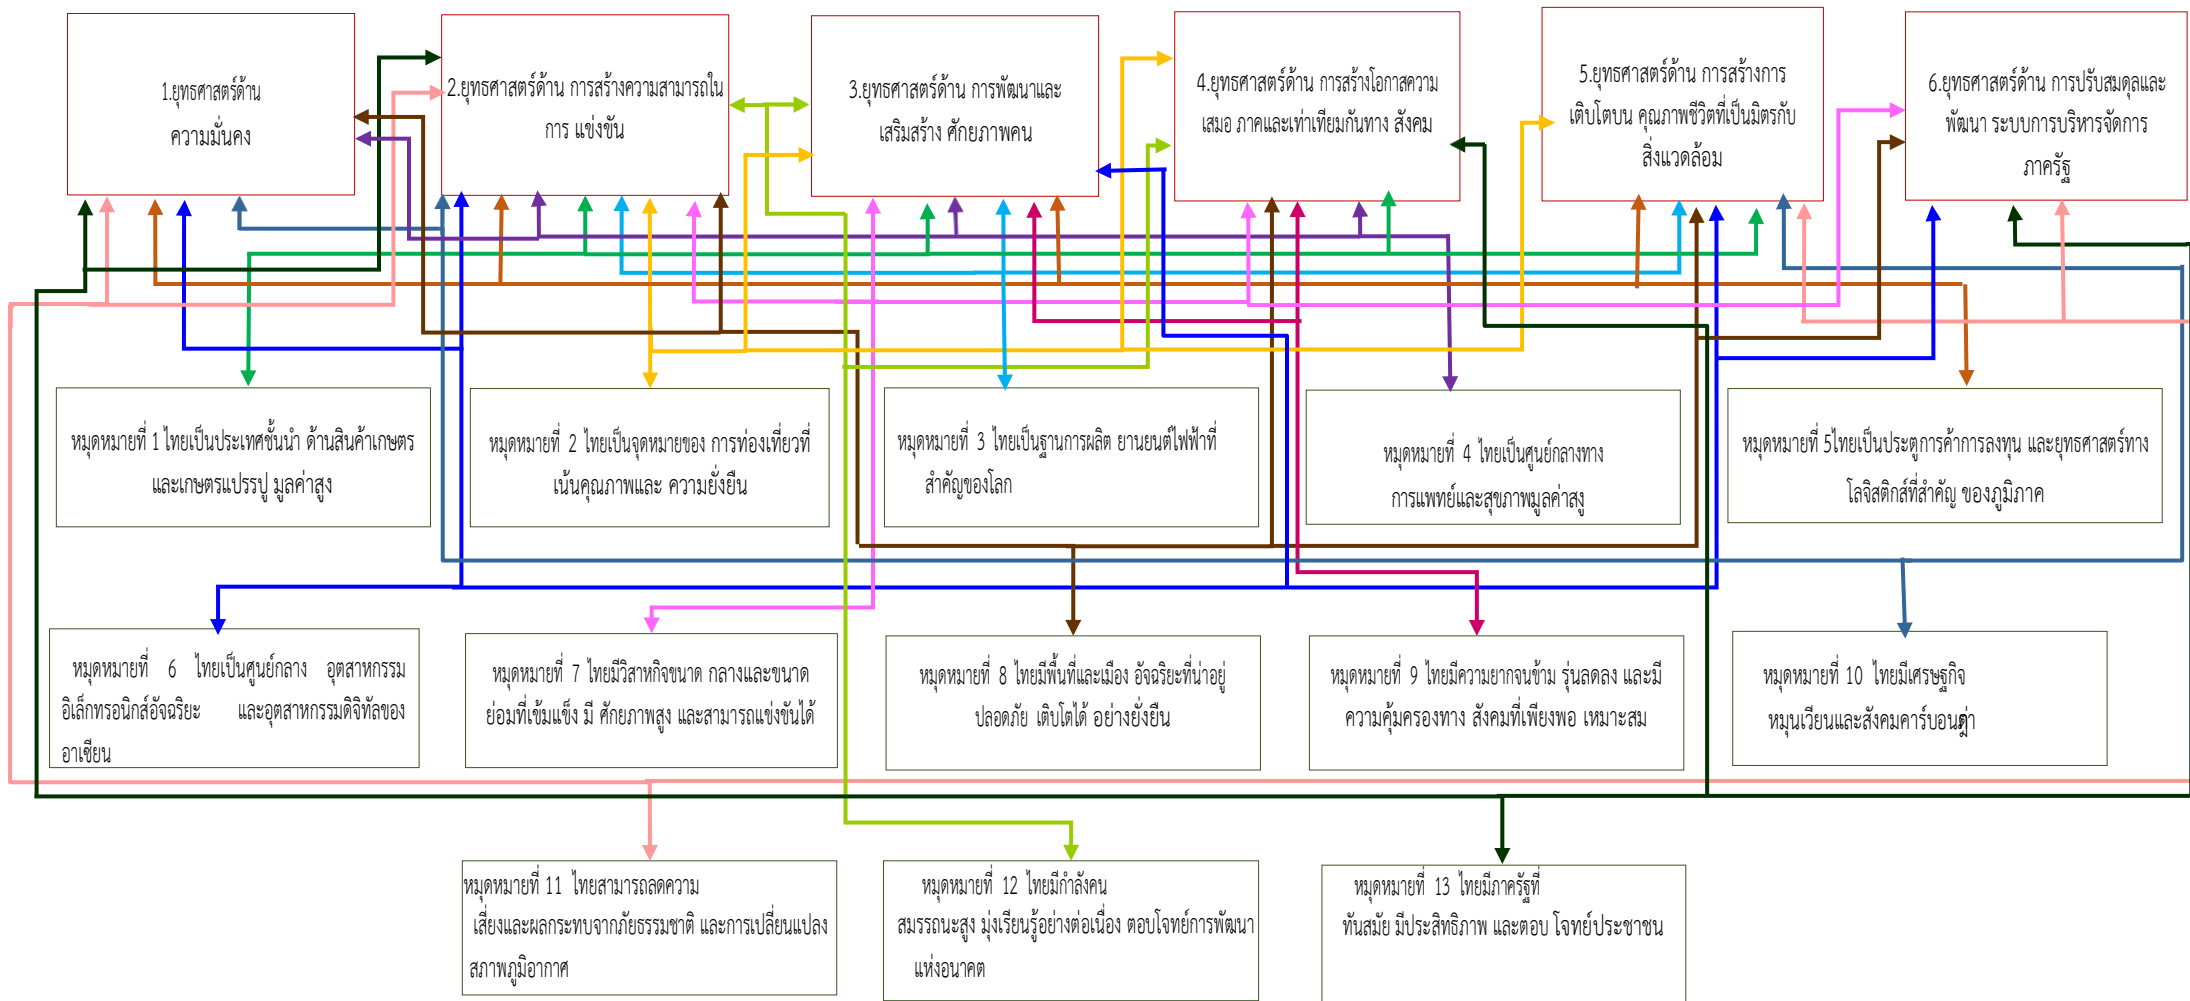 1.ยุทธศาสตร์ด้าน
ความมั่นคง
2.ยุทธศาสตร์ด้าน การสร้างความสามารถใน
การ แข่งขัน
3.ยุทธศาสตร์ด้าน การพัฒนาและ
เสริมสร้าง ศักยภาพคน
4.ยุทธศาสตร์ด้าน การสร้างโอกาสความ
เสมอ ภาคและเท่าเทียมกันทาง สังคม
5.ยุทธศาสตร์ด้าน การสร้างการ
เติบโตบน คุณภาพชีวิตที่เป็นมิตรกับ
สิ่งแวดล้อม
6.ยุทธศาสตร์ด้าน การปรับสมดุลและ
พัฒนา ระบบการบริหารจัดการ
ภาครัฐ
หมุดหมายที่ 1 ไทยเป็นประเทศชั้นนำ ด้านสินค้าเกษตร
และเกษตรแปรรูป มูลค่าสูง
หมุดหมายที่ 2 ไทยเป็นจุดหมายของ การท่องเที่ยวที่
เน้นคุณภาพและ ความยั่งยืน
หมุดหมายที่ 3 ไทยเป็นฐานการผลิต ยานยนต์ไฟฟ้าที่
สำคัญของโลก
หมุดหมายที่ 4 ไทยเป็นศูนย์กลางทาง
การแพทย์และสุขภาพมูลค่าสูง
หมุดหมายที่ 5ไทยเป็นประตูการค้าการลงทุน และยุทธศาสตร์ทาง
โลจิสติกส์ที่สำคัญ ของภูมิภาค
หมุดหมายที่ 6 ไทยเป็นศูนย์กลาง อุตสาหกรรม
อิเล็กทรอนิกส์อัจฉริยะ และอุตสาหกรรมดิจิทัลของ
อาเซียน
หมุดหมายที่ 7 ไทยมีวิสาหกิจขนาด กลางและขนาด
ย่อมที่เข้มแข็ง มี ศักยภาพสูง และสามารถแข่งขันได้
หมุดหมายที่ 8 ไทยมีพื้นที่และเมือง อัจฉริยะที่น่าอยู่
ปลอดภัย เติบโตได้ อย่างยั่งยืน
หมุดหมายที่ 9 ไทยมีความยากจนข้าม รุ่นลดลง และมี
ความคุ้มครองทาง สังคมที่เพียงพอ เหมาะสม
หมุดหมายที่ 10 ไทยมีเศรษฐกิจ
หมุนเวียนและสังคมคาร์บอนต่ำ
หมุดหมายที่ 11 ไทยสามารถลดความ
เสี่ยงและผลกระทบจากภัยธรรมชาติ และการเปลี่ยนแปลง
สภาพภูมิอากาศ
หมุดหมายที่ 12 ไทยมีกำลังคน
สมรรถนะสูง มุ่งเรียนรู้อย่างต่อเนื่อง ตอบโจทย์การพัฒนา
แห่งอนาคต
หมุดหมายที่ 13 ไทยมีภาครัฐที่
ทันสมัย มีประสิทธิภาพ และตอบ โจทย์ประชาชน